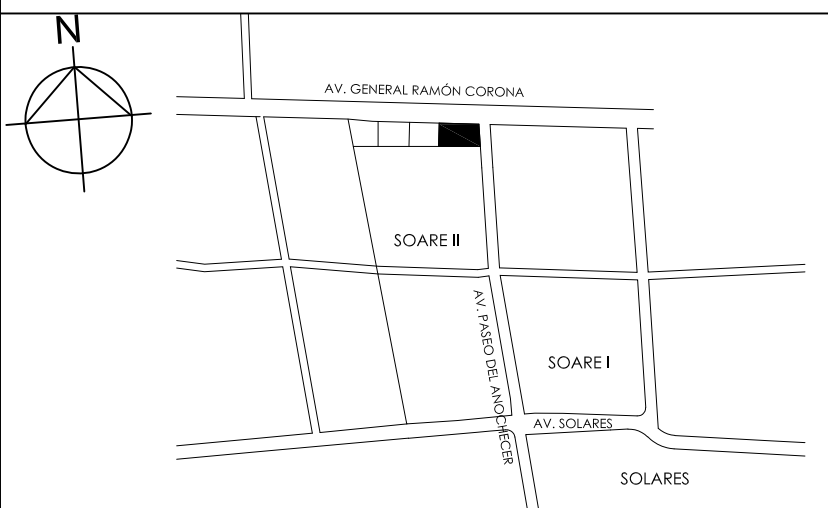 N
AV. GENERAL RAMÓN CORONA
SOARE II
AV. PASEO DEL ANOCHECER
SOARE I
AV. SOLARES
SOLARES